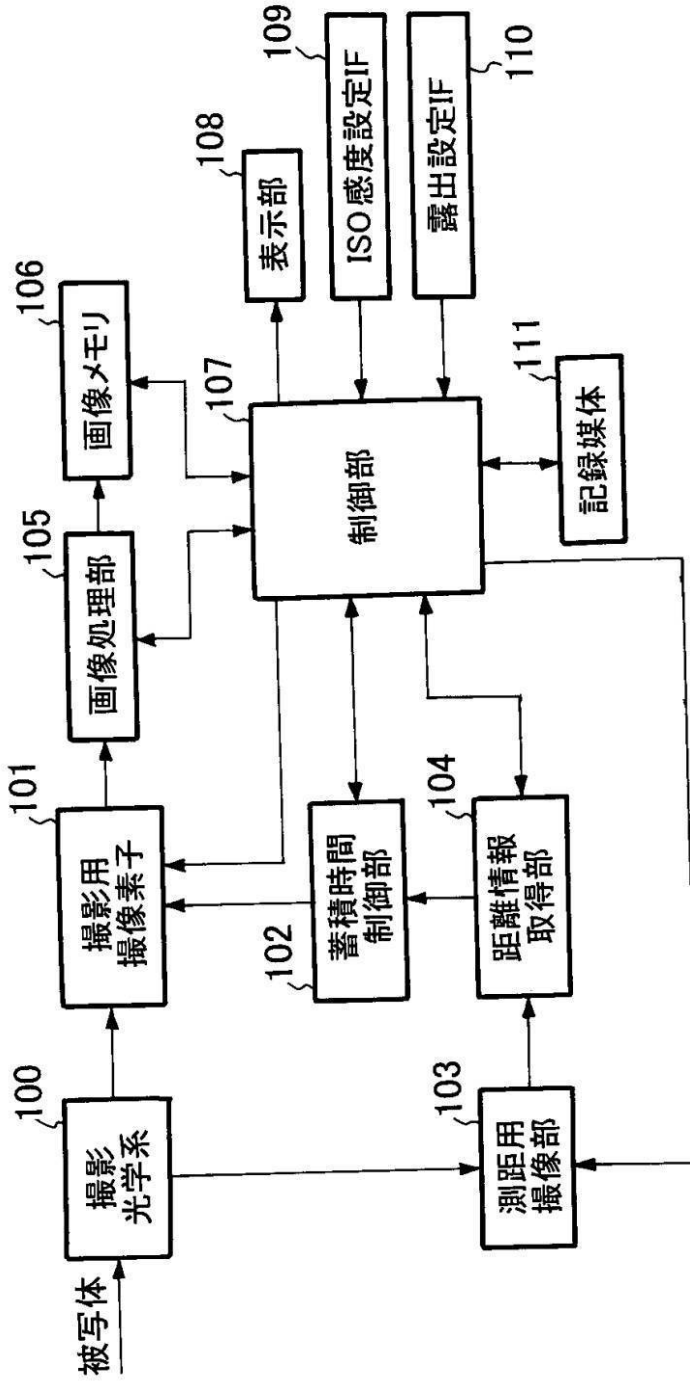 被写体
100
撮影
光学系
101
撮影用
撮像素子
105
画像処理部
106
画像メモリ
102
蓄積時間
制御部
107
制御部
108
表示部
109
ISO感度設定IF
露出設定IF
110
103
測距用
撮像部
104
距離情報
取得部
111
記録媒体